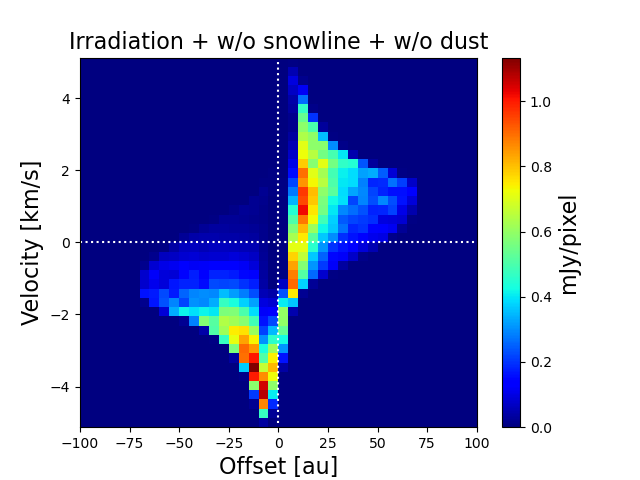 Irradiation + w/o snowline + w/o dust
4
2
0
−2
−4
Velocity [km/s]
−100 −75 −50 −25 0 25 50 75 100
Offset [au]
1.0
0.8
0.6
0.4
0.2
0.0
mJy/pixel